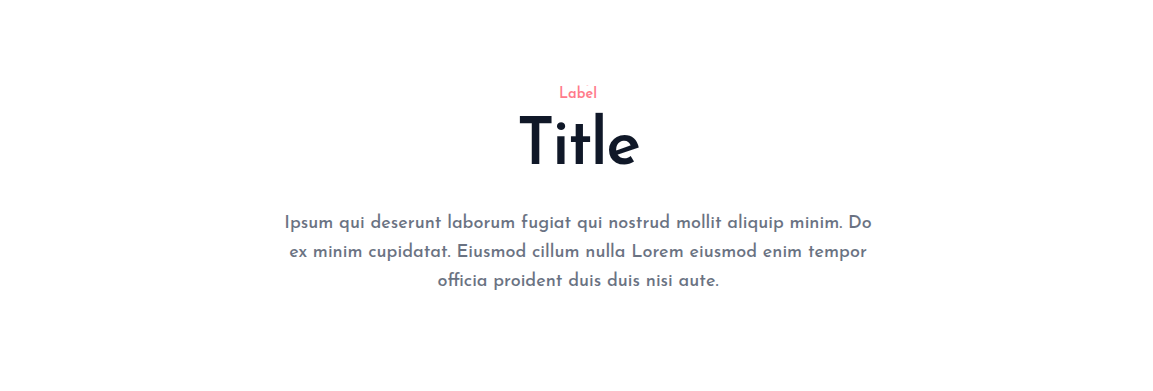 Label
Title
Ipsum qui deserunt laborum fugiat qui nostrud mollit aliquip minim. Do
ex minim cupidatat. Eiusmod cillum nulla Lorem eiusmod enim tempor
officia proident duis duis nisi aute.